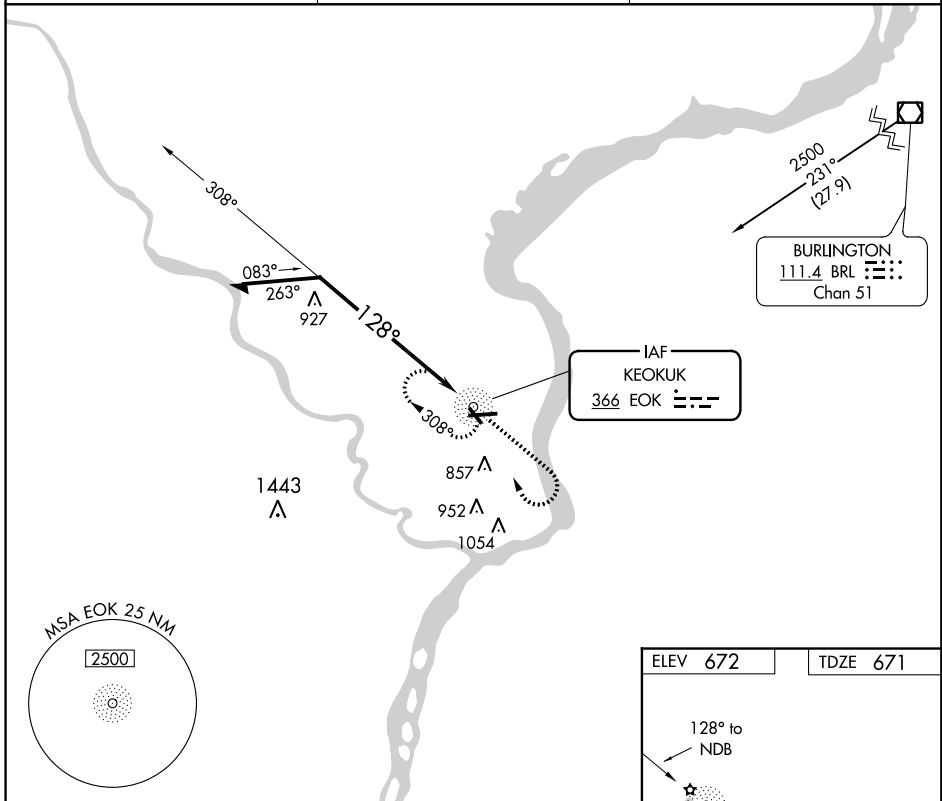 2500
231°
(27.9)
BURLINGTON
111.4 BRL
Chan 51
308°
083°
263°
927
128°
IAF
KEOKUK
366 EOK
308°
857
1443
952
1054
MSA EOK 25 NM
2500
ELEV 672
TDZE 671
128° to
NDB